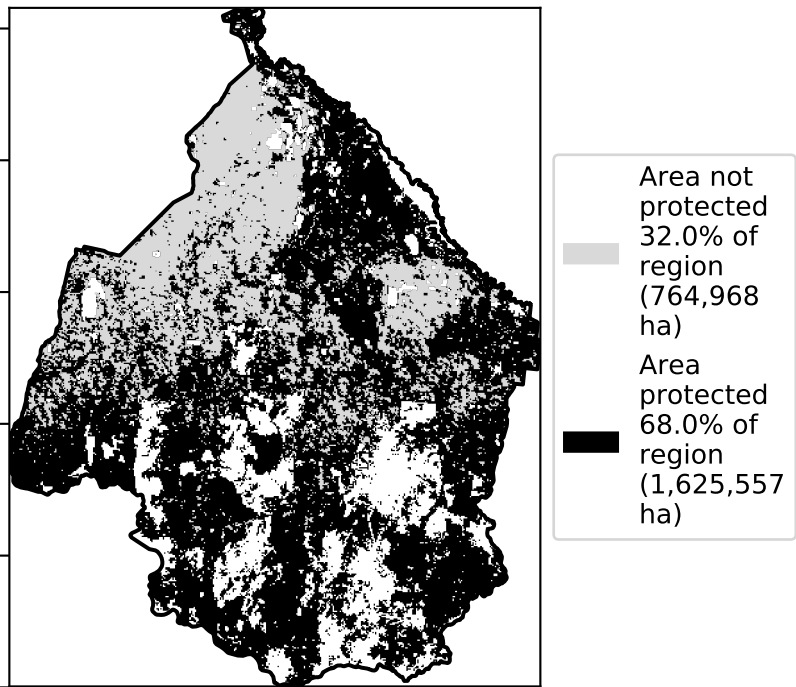 Area not
protected
32.0% of
region
(764,968
ha)
Area
protected
68.0% of
region
(1,625,557
ha)